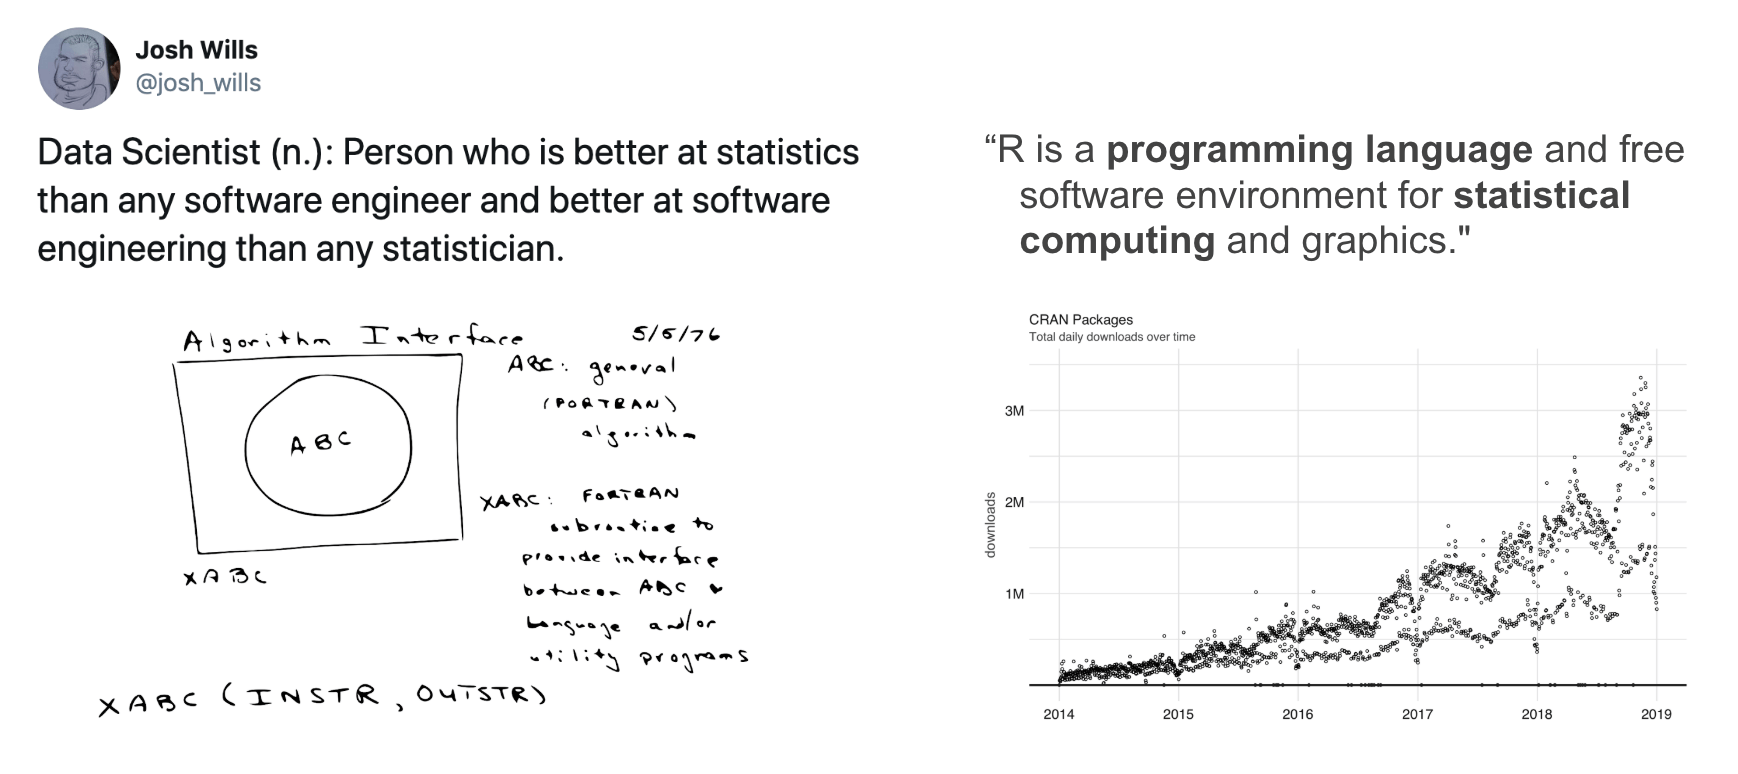 Josh Wills
@josh_wills
Data Scientist (n.): Person who is better at statistics
than any software engineer and better at software
engineering than any statistician.
Algorithm Interface
5/5/76
ABC: general
(FORTRAN)
algorithm
ABC
XABC: FORTRAN
subroutine to
provide interface
between ABC &
language and/or
utility programs
XABC
XABC (INSTR, OUTSTR)
“R is a programming language and free
software environment for statistical
computing and graphics."
CRAN Packages
Total daily downloads over time
downloads
3M
2M
1M
2014 2015 2016 2017 2018 2019